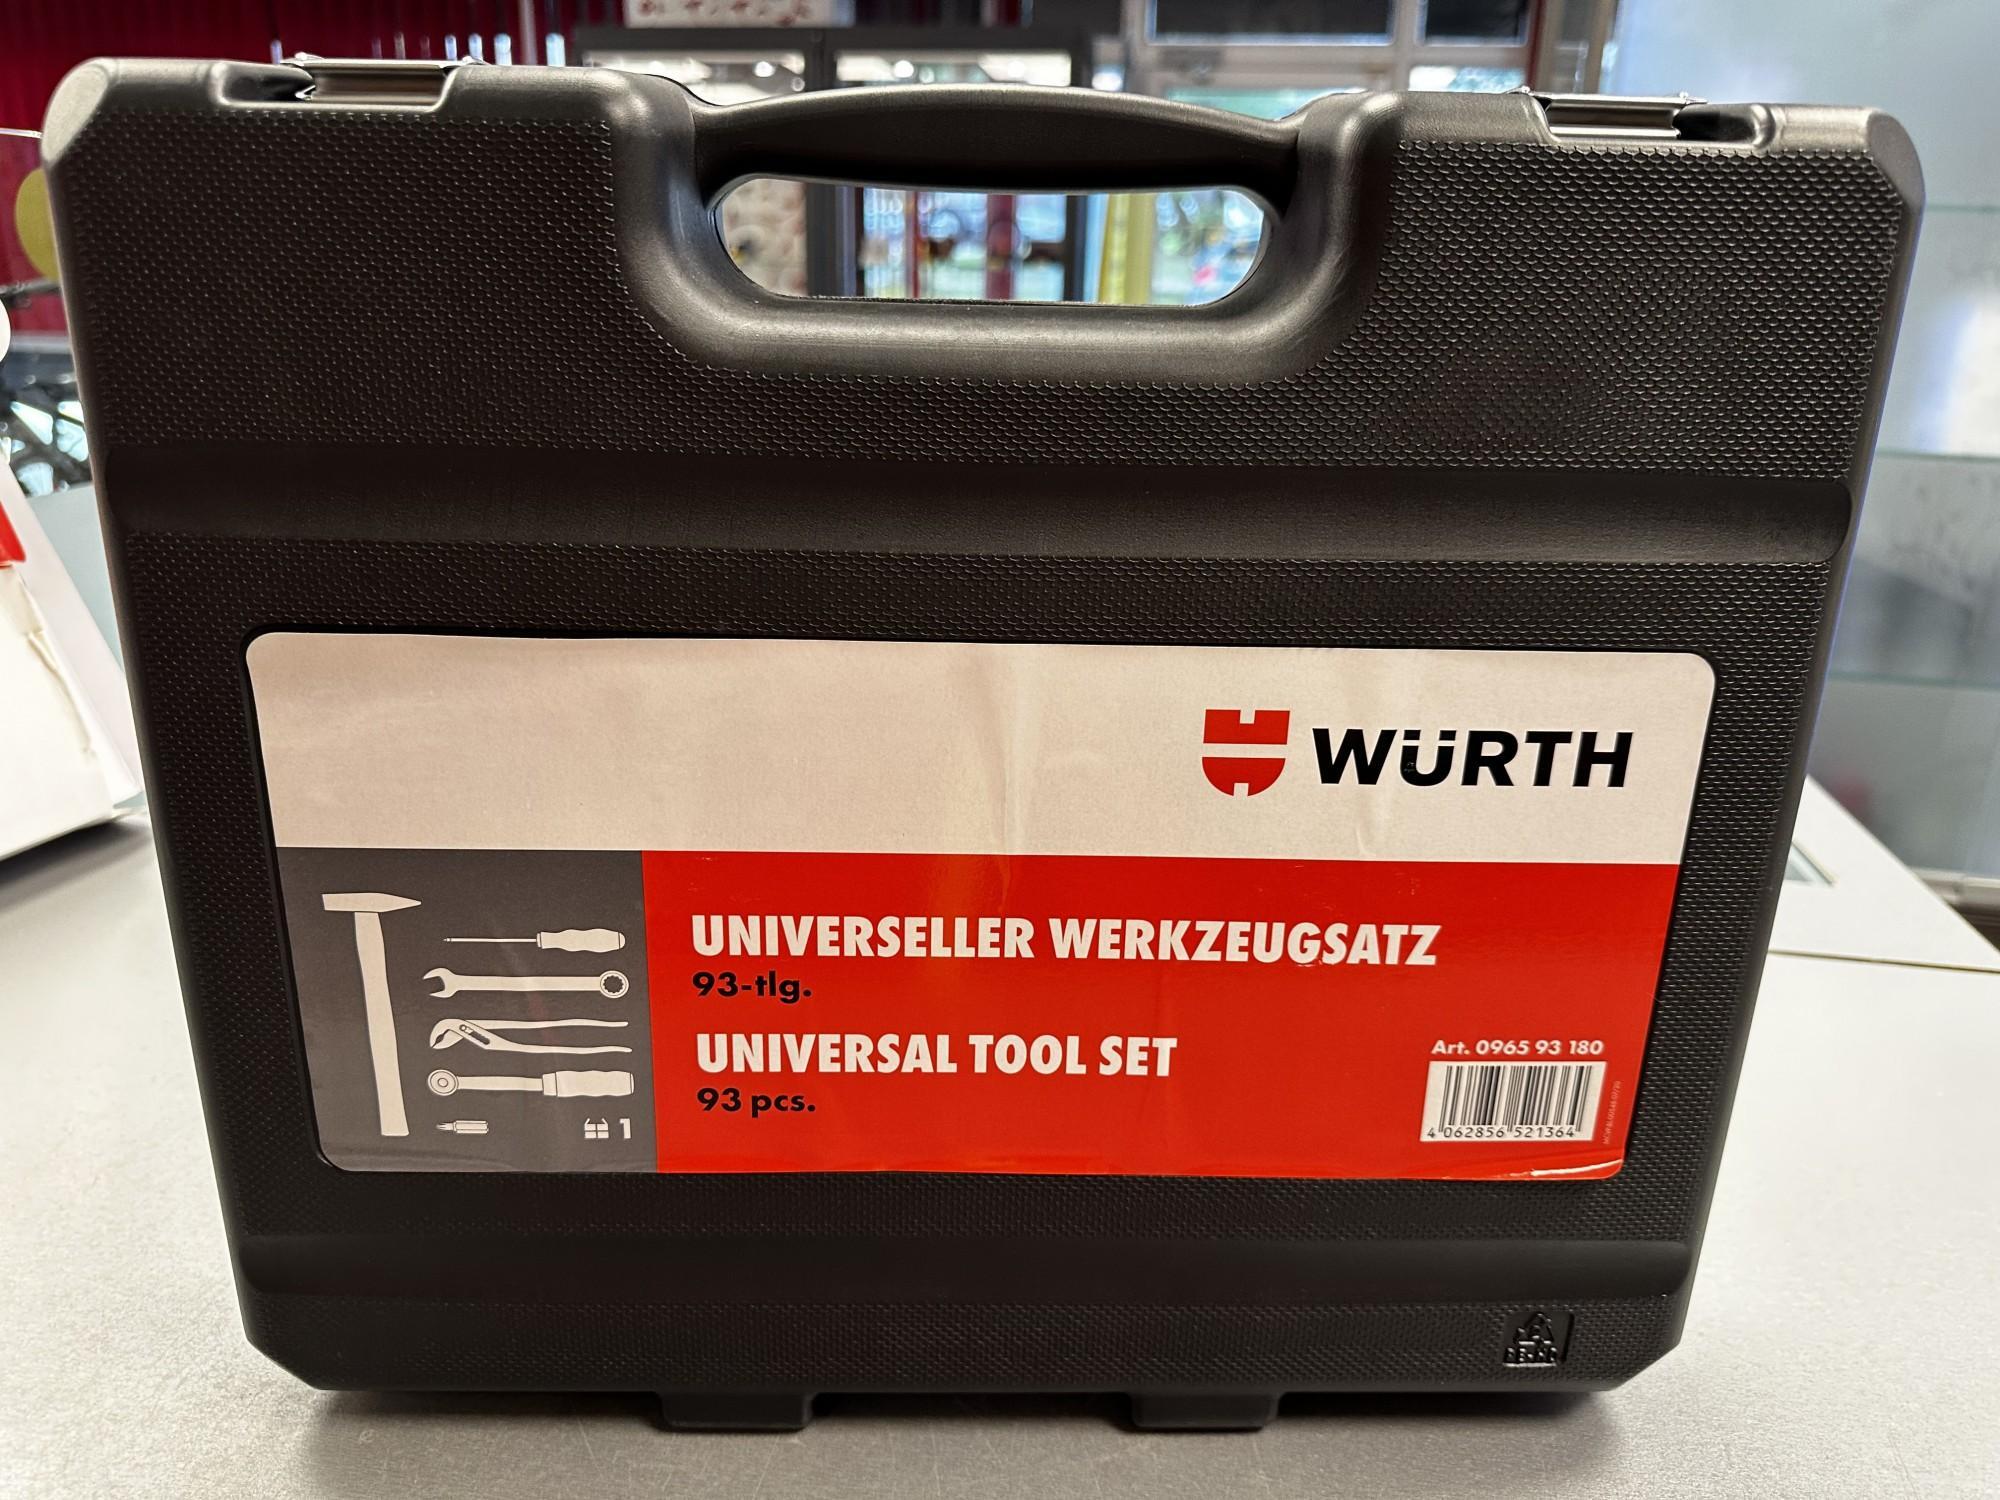 WÜRTH
UNIVERSELLER WERKZEUGSATZ
93-tlg.
UNIVERSAL TOOL SET
93 pcs.
Art. 0965 93 180
4 062856 521364
1